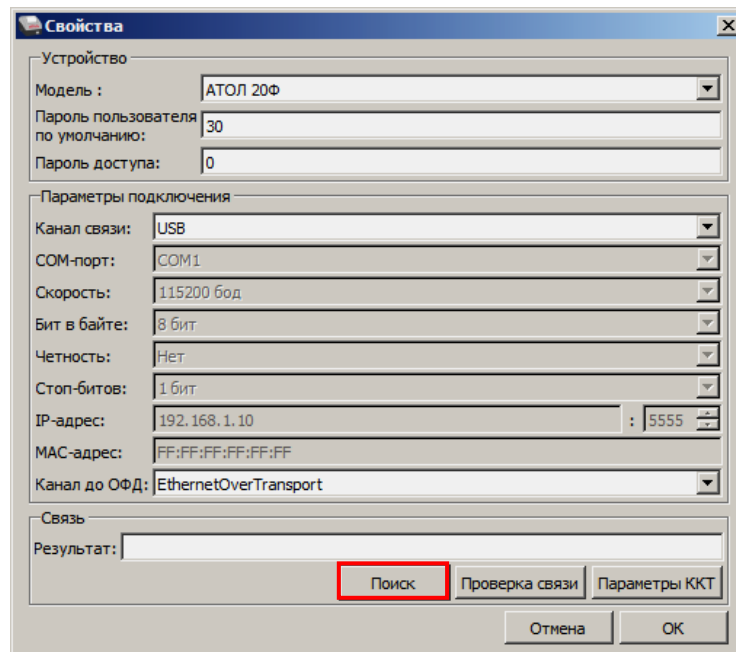 Свойства
Устройство
Модель : АТОЛ 20Ф
Пароль пользователя
по умолчанию: 30
Пароль доступа: 0
Параметры подключения
Канал связи: USB
COM-порт: COM1
Скорость: 115200 бод
Бит в байте: 8 бит
Четность: Нет
Стоп-битов: 1 бит
IP-адрес: 192.168.1.10 : 5555
MAC-адрес: FF:FF:FF:FF:FF:FF
Канал до ОФД: EthernetOverTransport
Связь
Результат:
Поиск Проверка связи Параметры ККТ
Отмена ОК